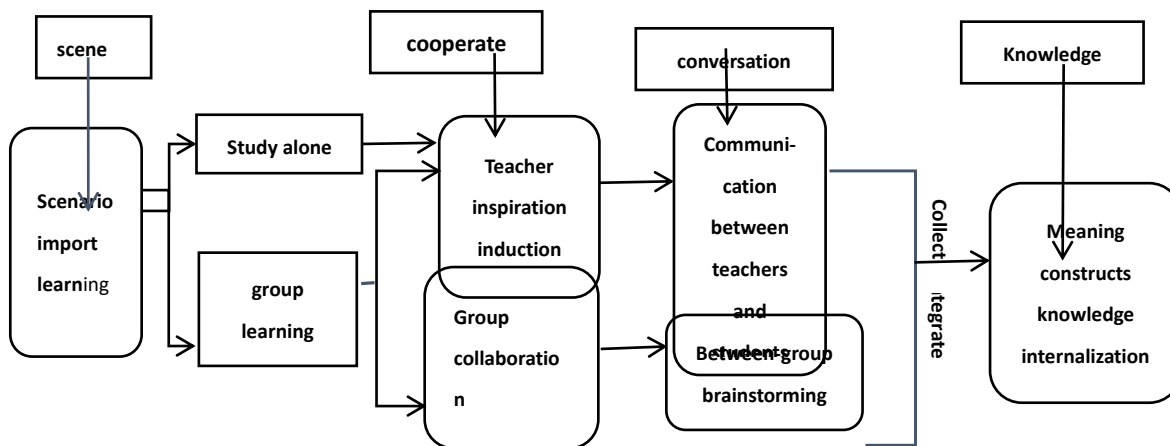 scene
cooperate
conversation
Knowledge
Scenario
import
learning
Study alone
group
learning
Teacher
inspiration
induction
Group
collaboratio
n
Communi-
cation
between
teachers
and
students
Between-group
brainstorming
Collect
ntegrate
Meaning
constructs
knowledge
internalization